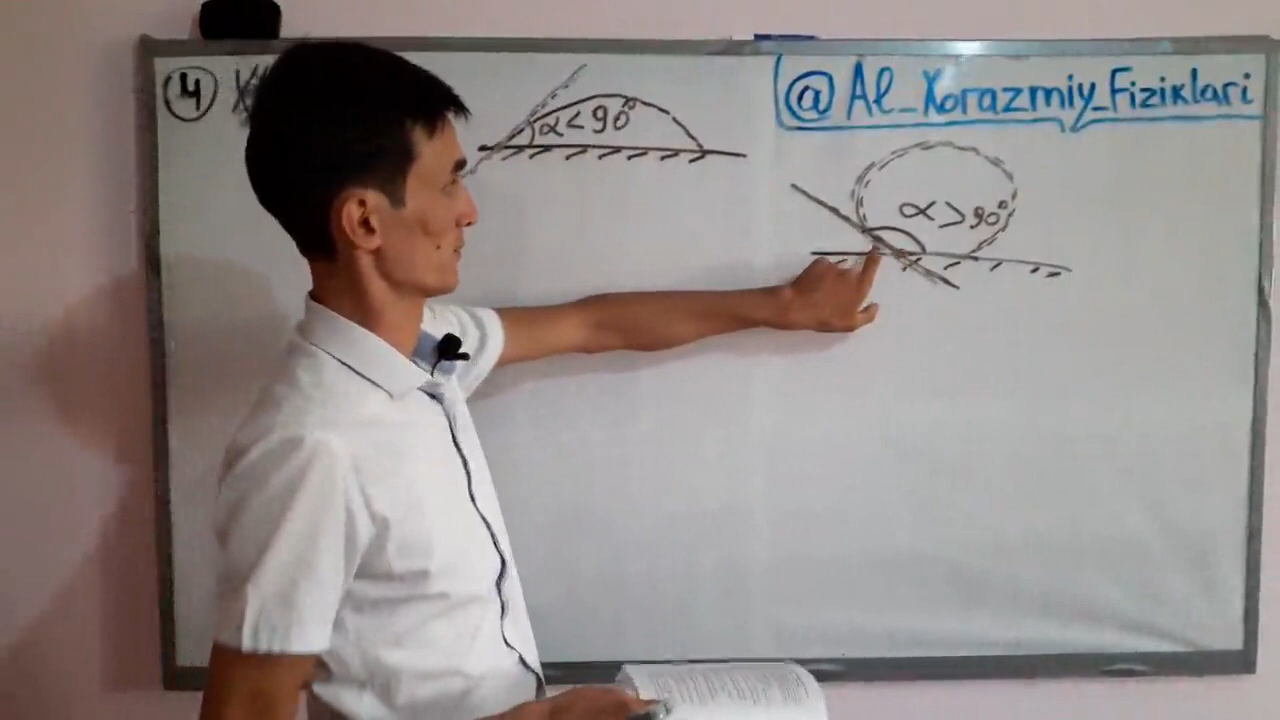 4
α < 90°
@Al_Xorazmiy_Fiziklari
α > 90°